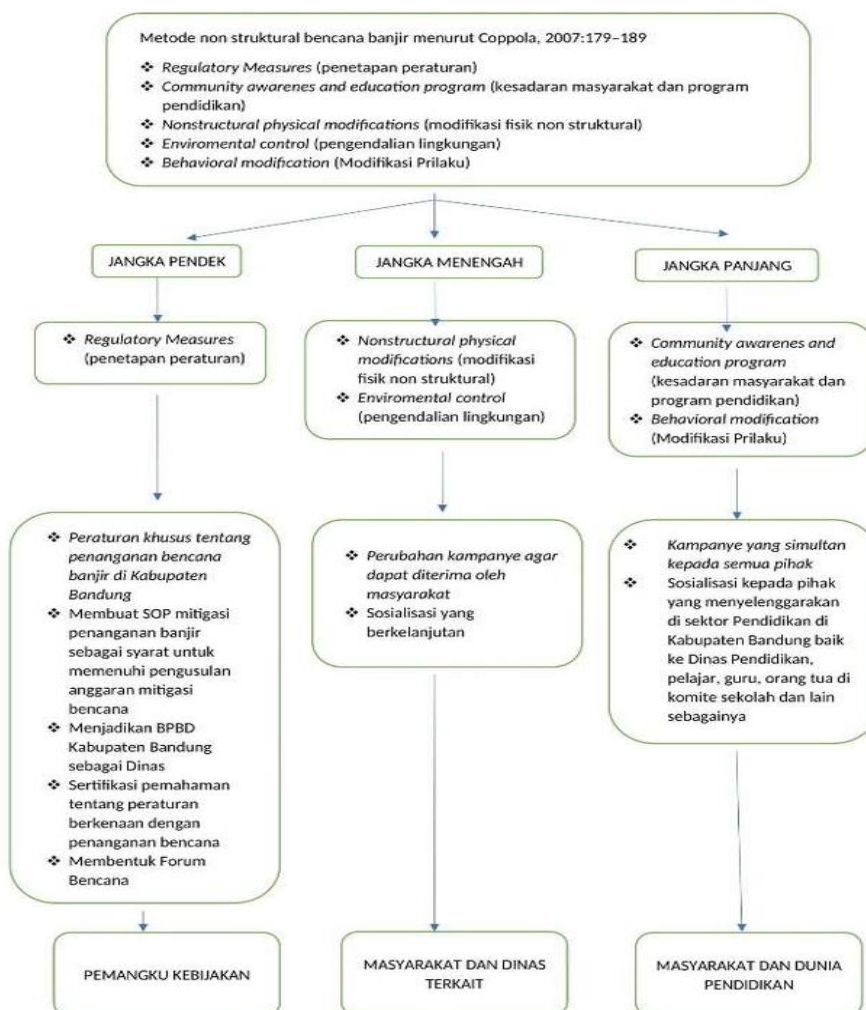 Metode non struktural bencana banjir menurut Coppola, 2007:179–189
❖ Regulatory Measures (penetapan peraturan)
❖ Community awarenes and education program (kesadaran masyarakat dan program
pendidikan)
❖ Nonstructural physical modifications (modifikasi fisik non struktural)
❖ Enviromental control (pengendalian lingkungan)
❖ Behavioral modification (Modifikasi Prilaku)
JANGKA PENDEK
❖ Regulatory Measures
(penetapan peraturan)
❖ Peraturan khusus tentang
penanganan bencana
banjir di Kabupaten
Bandung
❖ Membuat SOP mitigasi
penanganan banjir
sebagai syarat untuk
memenuhi pengusulan
anggaran mitigasi
bencana
❖ Menjadikan BPBD
Kabupaten Bandung
sebagai Dinas
❖ Sertifikasi pemahaman
tentang peraturan
berkenaan dengan
penanganan bencana
❖ Membentuk Forum
Bencana
PEMANGKU KEBIJAKAN
JANGKA MENENGAH
❖ Nonstructural physical
modifications (modifikasi
fisik non struktural)
❖ Enviromental control
(pengendalian lingkungan)
❖ Perubahan kampanye agar
dapat diterima oleh
masyarakat
❖ Sosialisasi yang
berkelanjutan
MASYARAKAT DAN DINAS
TERKAIT
JANGKA PANJANG
❖ Community awarenes and
education program
(kesadaran masyarakat dan
program pendidikan)
❖ Behavioral modification
(Modifikasi Prilaku)
❖ Kampanye yang simultan
kepada semua pihak
❖ Sosialisasi kepada pihak
yang menyelenggarakan
di sektor Pendidikan di
Kabupaten Bandung baik
ke Dinas Pendidikan,
pelajar, guru, orang tua di
komite sekolah dan lain
sebagainya
MASYARAKAT DAN DUNIA
PENDIDIKAN